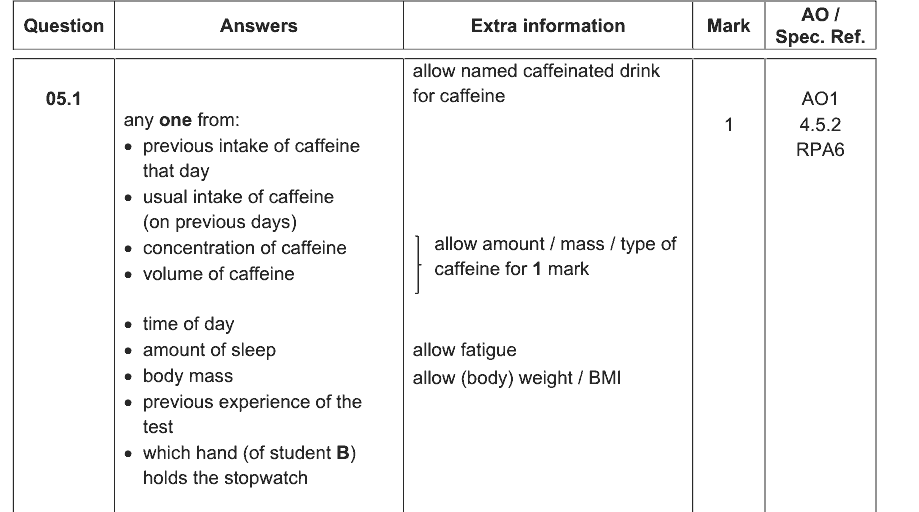 Question Answers Extra information Mark AO / Spec. Ref.
allow named caffeinated drink
for caffeine
05.1 AO1
any one from:
1 4.5.2
• previous intake of caffeine
that day
RPA6
• usual intake of caffeine
(on previous days)
• concentration of caffeine
• volume of caffeine
allow amount / mass / type of
caffeine for 1 mark
• time of day
• amount of sleep allow fatigue
• body mass allow (body) weight / BMI
• previous experience of the
test
• which hand (of student B)
holds the stopwatch